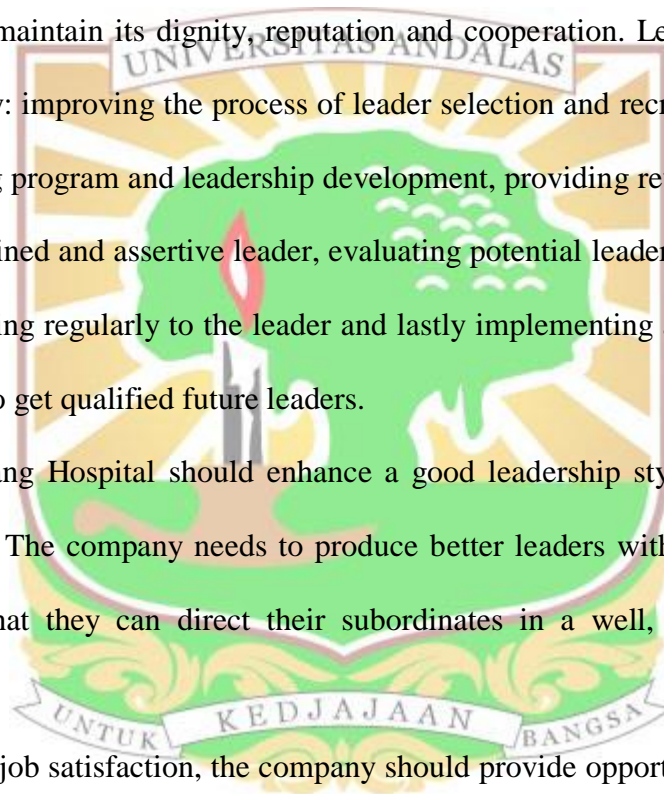 maintain its dignity, reputation and cooperation. Le
UNIVERSITAS ANDALAS
: improving the process of leader selection and recr
program and leadership development, providing re
ined and assertive leader, evaluating potential leader
ing regularly to the leader and lastly implementing
get qualified future leaders.
ang Hospital should enhance a good leadership sty
The company needs to produce better leaders with
hat they can direct their subordinates in a well,
UNTUK KEDJAJAAN BANGSA
job satisfaction, the company should provide opport